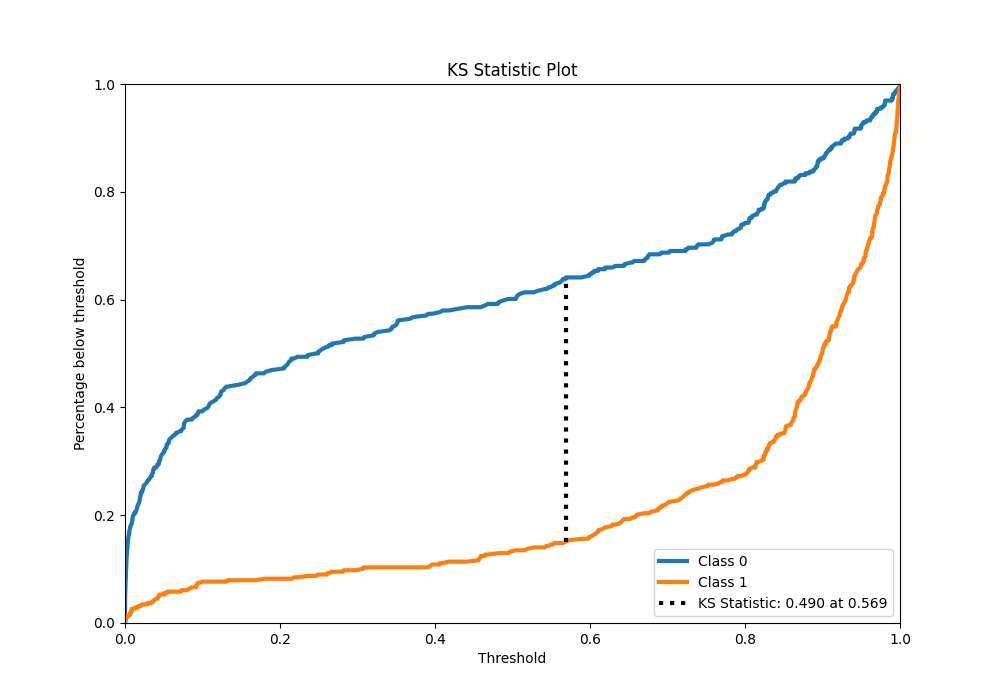 KS Statistic Plot
Percentage below threshold
1.0
0.8
0.6
0.4
0.2
0.0
0.0 0.2 0.4 0.6 0.8 1.0
Threshold
Class 0
Class 1
KS Statistic: 0.490 at 0.569